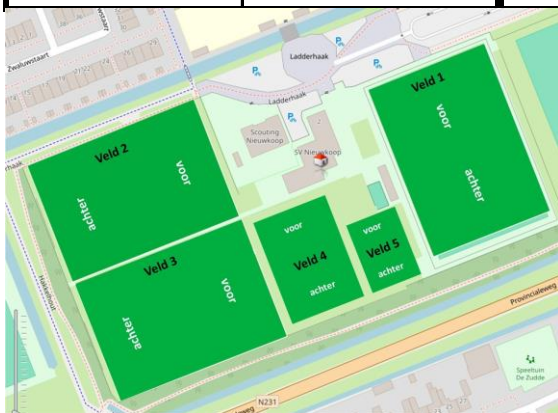 Zwaluwstaart
Ladderhaak
Ladderhaak
Veld 1
voor
achter
Scouting
Nieuwkoop
SV Nieuwkoop
Veld 2
voor
achter
Veld 3
voor
achter
voor
Veld 4
achter
voor
Veld 5
achter
Hakkelhout
Provincialeweg
N231
Speeltuin
De Zudde